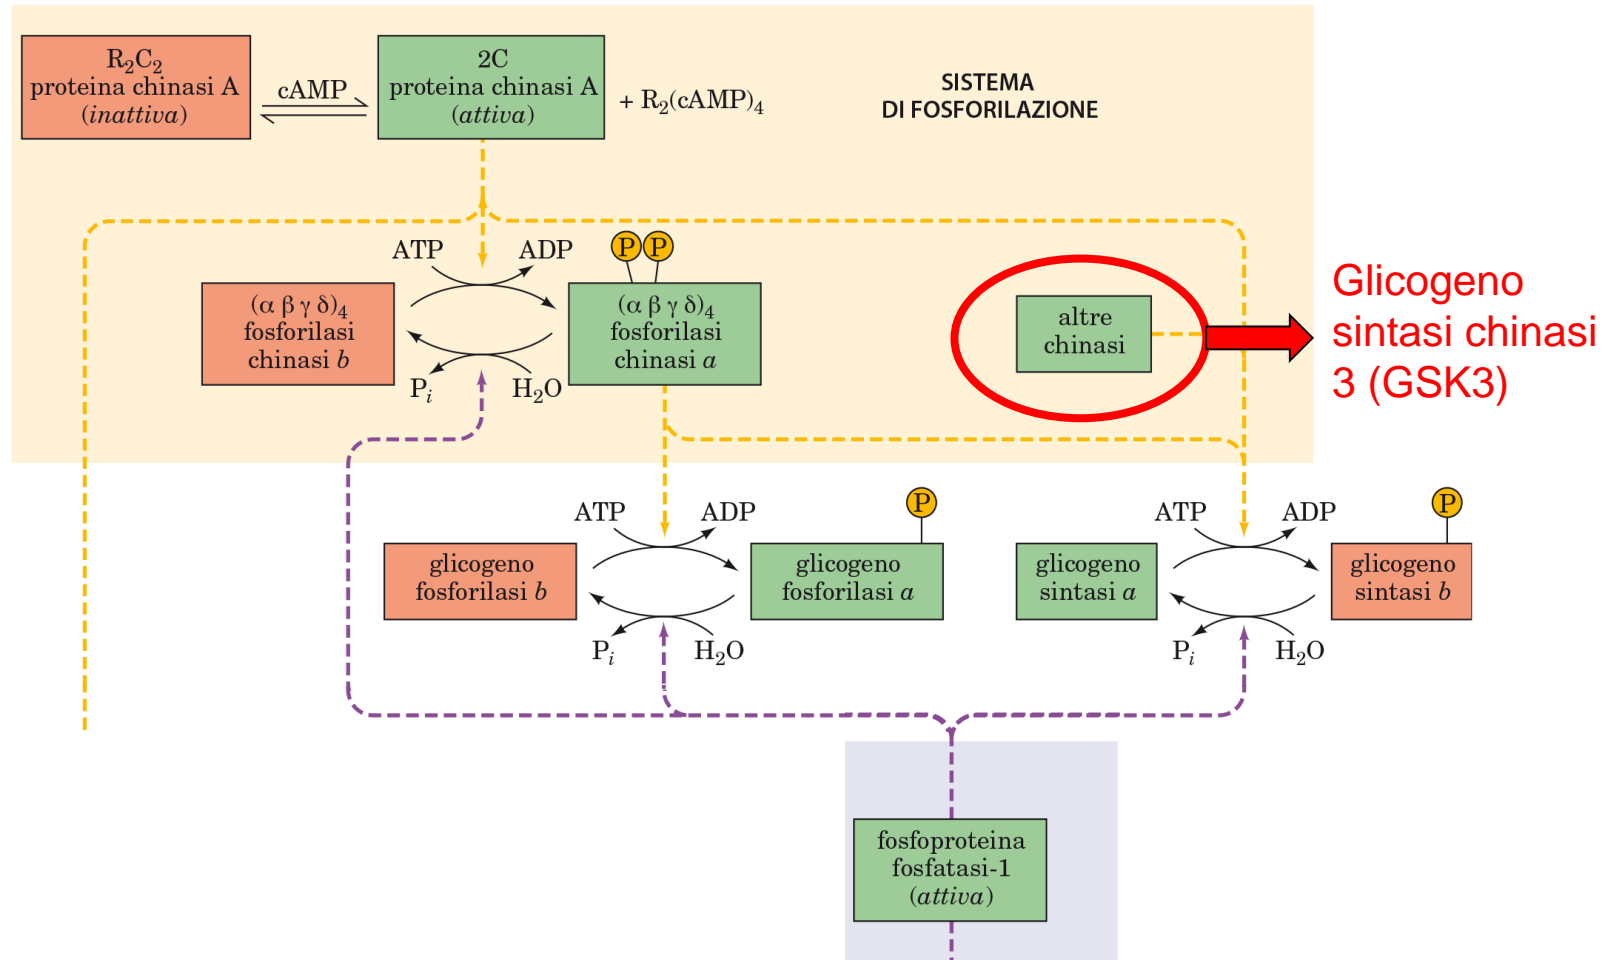 R₂C₂
proteina chinasi A
(inattiva)
cAMP
2C
proteina chinasi A
(attiva)
+ R₂(cAMP)₄
SISTEMA
DI FOSFORILAZIONE
ATP
ADP
P P
(α β γ δ)₄
fosforilasi
chinasi b
(α β γ δ)₄
fosforilasi
chinasi a
Pᵢ
H₂O
altre
chinasi
Glicogeno
sintasi chinasi
3 (GSK3)
ATP
ADP
P
glicogeno
fosforilasi b
glicogeno
fosforilasi a
Pᵢ
H₂O
ATP
ADP
P
glicogeno
sintasi a
glicogeno
sintasi b
Pᵢ
H₂O
fosfoproteina
fosfatasi-1
(attiva)